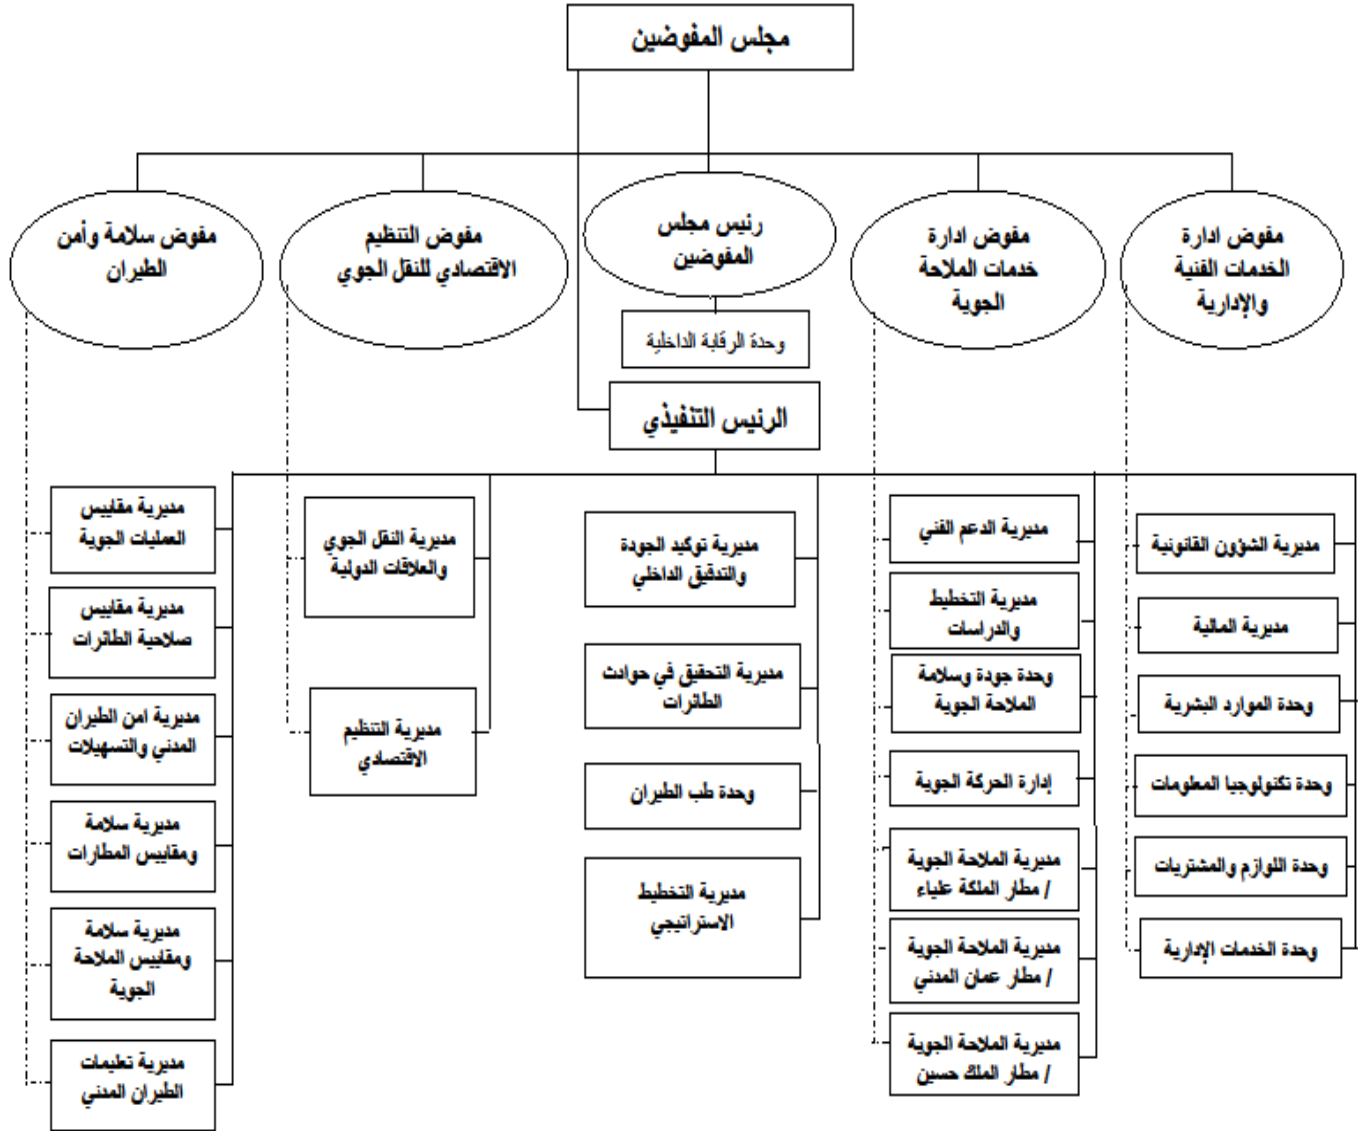 مجلس المفوضين
مفوض ادارة
الخدمات الفنية
والإدارية
مفوض ادارة
خدمات الملاحة
الجوية
رئيس مجلس
المفوضين
مفوض التنظيم
الاقتصادي للنقل الجوي
مفوض سلامة وأمن
الطيران
وحدة الرقابة الداخلية
الرئيس التنفيذي
مديرية الشؤون القانونية
مديرية المالية
وحدة الموارد البشرية
وحدة تكنولوجيا المعلومات
وحدة اللوازم والمشتريات
وحدة الخدمات الإدارية
مديرية الدعم الفني
مديرية التخطيط
والدراسات
وحدة جودة وسلامة
الملاحة الجوية
إدارة الحركة الجوية
مديرية الملاحة الجوية
/ مطار الملكة علياء
مديرية الملاحة الجوية
/ مطار عمان المدني
مديرية الملاحة الجوية
/ مطار الملك حسين
مديرية توكيد الجودة
والتدقيق الداخلي
مديرية التحقيق في حوادث
الطائرات
وحدة طب الطيران
مديرية التخطيط
الاستراتيجي
مديرية النقل الجوي
والعلاقات الدولية
مديرية التنظيم
الاقتصادي
مديرية مقاييس
العمليات الجوية
مديرية مقاييس
صلاحية الطائرات
مديرية امن الطيران
المدني والتسهيلات
مديرية سلامة
ومقاييس المطارات
مديرية سلامة
ومقاييس الملاحة
الجوية
مديرية تعليمات
الطيران المدني